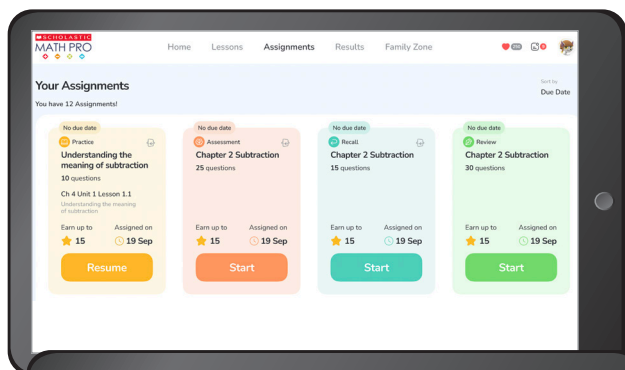 SCHOLASTIC
MATH PRO
Home Lessons Assignments Results Family Zone
Your Assignments
You have 12 Assignments!
Sort by
Due Date
No due date
Practice
Understanding the
meaning of subtraction
10 questions
Ch 4 Unit 1 Lesson 1.1
Understanding the meaning
of subtraction
Earn up to Assigned on
15 19 Sep
Resume
No due date
Assessment
Chapter 2 Subtraction
25 questions
Earn up to Assigned on
15 19 Sep
Start
No due date
Recall
Chapter 2 Subtraction
15 questions
Earn up to Assigned on
15 19 Sep
Start
No due date
Review
Chapter 2 Subtraction
30 questions
Earn up to Assigned on
15 19 Sep
Start